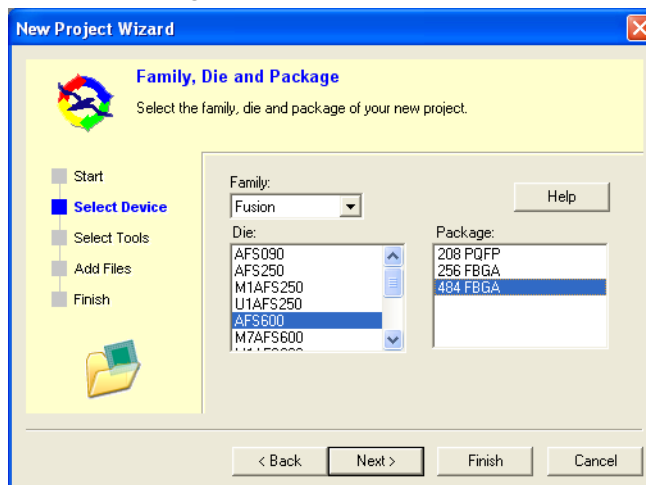 New Project Wizard
Family, Die and Package
Select the family, die and package of your new project.
Start
Select Device
Select Tools
Add Files
Finish
Family:
Fusion
Help
Die:
AFS090
AFS250
M1AFS250
U1AFS250
AFS600
M7AFS600
Package:
208 PQFP
256 FBGA
484 FBGA
< Back
Next >
Finish
Cancel